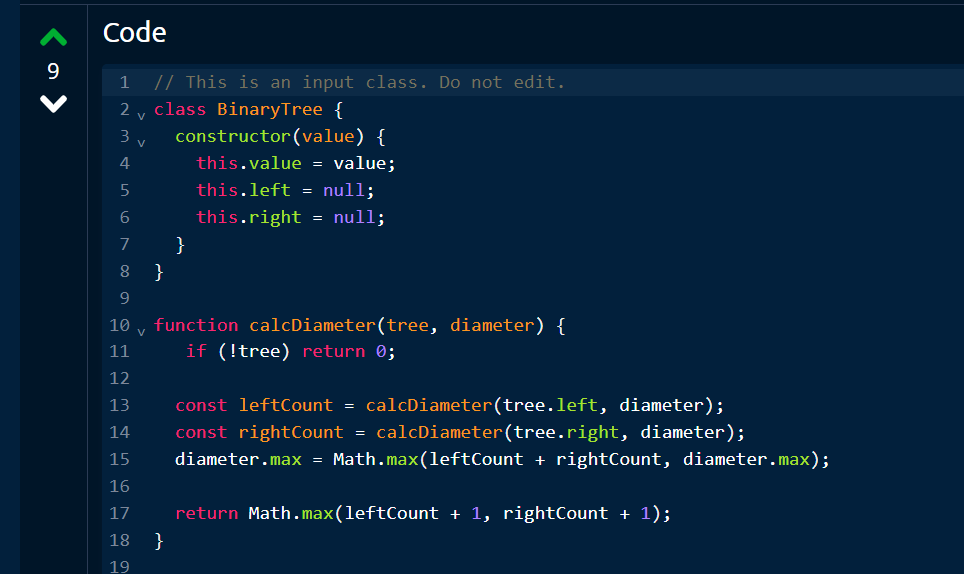 Code
9
1 // This is an input class. Do not edit.
2 class BinaryTree {
3   constructor(value) {
4     this.value = value;
5     this.left = null;
6     this.right = null;
7   }
8 }
9
10 function calcDiameter(tree, diameter) {
11    if (!tree) return 0;
12
13   const leftCount = calcDiameter(tree.left, diameter);
14   const rightCount = calcDiameter(tree.right, diameter);
15   diameter.max = Math.max(leftCount + rightCount, diameter.max);
16
17   return Math.max(leftCount + 1, rightCount + 1);
18 }
19